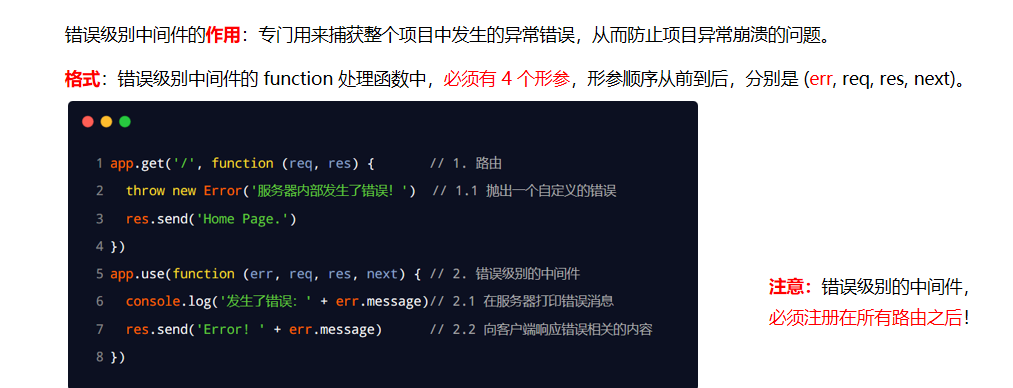 错误级别中间件的作用：专门用来捕获整个项目中发生的异常错误，从而防止项目异常崩溃的问题。
格式：错误级别中间件的 function 处理函数中，必须有 4 个形参，形参顺序从前到后，分别是 (err, req, res, next)。
1 app.get('/', function (req, res) { // 1. 路由
2 throw new Error('服务器内部发生了错误！') // 1.1 抛出一个自定义的错误
3 res.send('Home Page.')
4 })
5 app.use(function (err, req, res, next) { // 2. 错误级别的中间件
6 console.log('发生了错误：' + err.message)// 2.1 在服务器打印错误消息
7 res.send('Error! ' + err.message) // 2.2 向客户端响应错误相关的内容
8 })
注意：错误级别的中间件，
必须注册在所有路由之后！